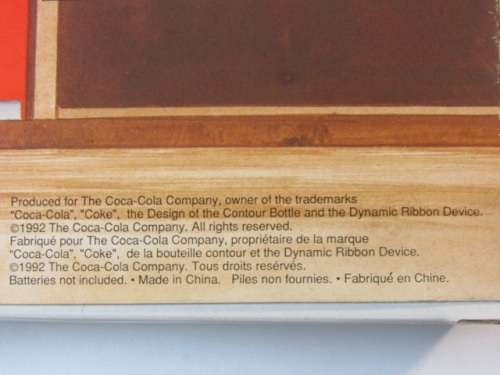 Produced for The Coca-Cola Company, owner of the trademarks
"Coca-Cola", "Coke", the Design of the Contour Bottle and the Dynamic Ribbon Device.
©1992 The Coca-Cola Company. All rights reserved.
Fabriqué pour The Coca-Cola Company, propriétaire de la marque
"Coca-Cola", "Coke", de la bouteille contour et the Dynamic Ribbon Device.
©1992 The Coca-Cola Company. Tous droits resérvés.
Batteries not included. • Made in China. Piles non fournies. • Fabriqué en Chine.